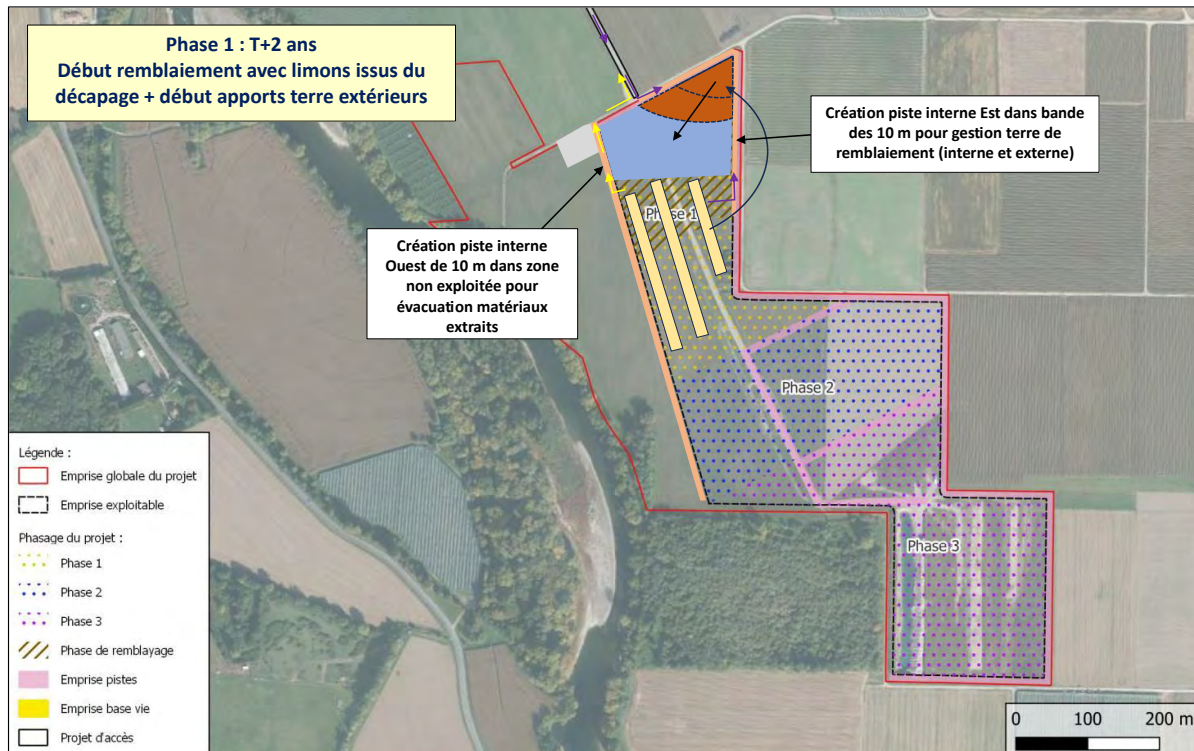 Phase 1 : T+2 ans
Début remblaiement avec limons issus du
décapage + début apports terre extérieurs
Création piste interne Est dans bande
des 10 m pour gestion terre de
remblaiement (interne et externe)
Phase 1
Création piste interne
Ouest de 10 m dans zone
non exploitée pour
évacuation matériaux
extraits
Phase 2
Phase 3
Légende :
Emprise globale du projet
Emprise exploitable
Phasage du projet :
Phase 1
Phase 2
Phase 3
Phase de remblayage
Emprise pistes
Emprise base vie
Projet d'accès
0 100 200 m